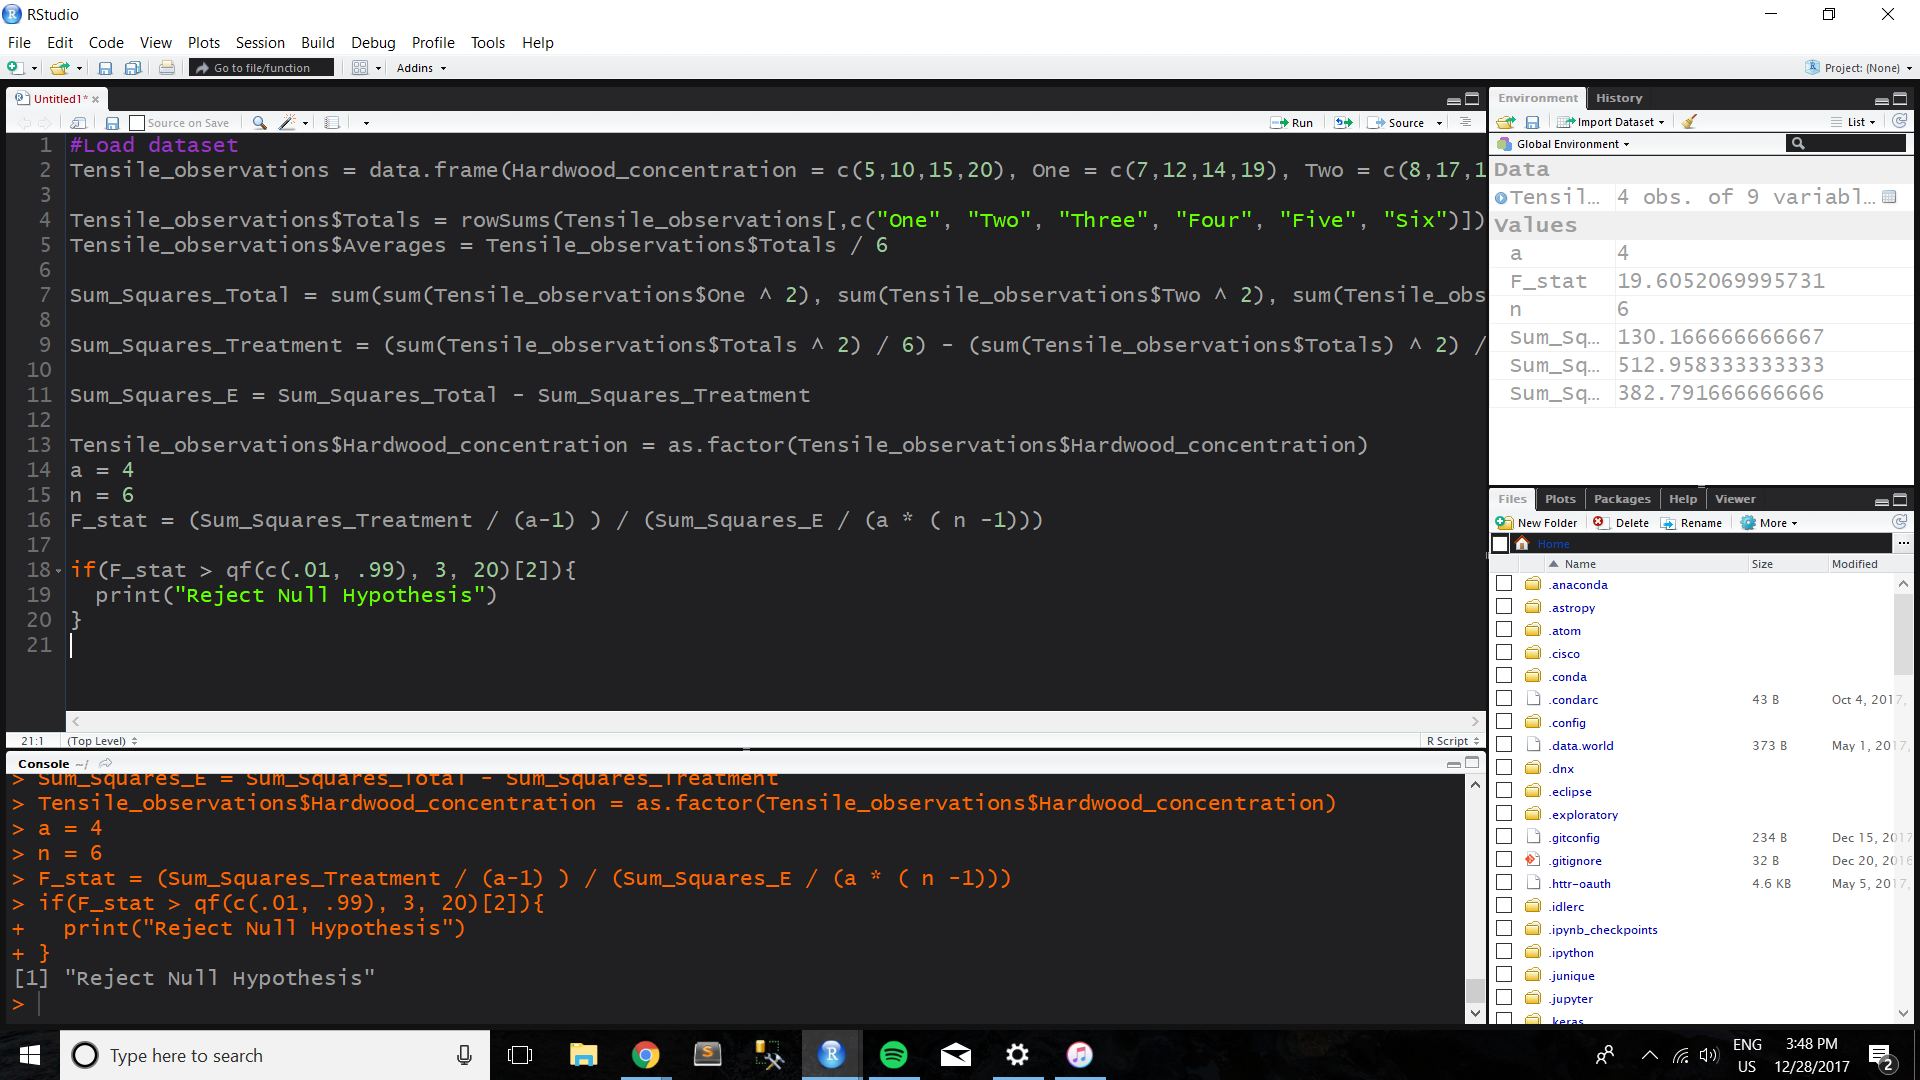 RStudio
File Edit Code View Plots Session Build Debug Profile Tools Help
Go to file/function Addins Project: (None)
Untitled1*
Source on Save Run Source
1 #Load dataset
2 Tensile_observations = data.frame(Hardwood_concentration = c(5,10,15,20), One = c(7,12,14,19), Two = c(8,17,1
3
4 Tensile_observations$Totals = rowSums(Tensile_observations[,c("One", "Two", "Three", "Four", "Five", "Six")])
5 Tensile_observations$Averages = Tensile_observations$Totals / 6
6
7 Sum_Squares_Total = sum(sum(Tensile_observations$One ^ 2), sum(Tensile_observations$Two ^ 2), sum(Tensile_obs
8
9 Sum_Squares_Treatment = (sum(Tensile_observations$Totals ^ 2) / 6) - (sum(Tensile_observations$Totals) ^ 2) /
10
11 Sum_Squares_E = Sum_Squares_Total - Sum_Squares_Treatment
12
13 Tensile_observations$Hardwood_concentration = as.factor(Tensile_observations$Hardwood_concentration)
14 a = 4
15 n = 6
16 F_stat = (Sum_Squares_Treatment / (a-1) ) / (Sum_Squares_E / (a * ( n -1)))
17
18 if(F_stat > qf(c(.01, .99), 3, 20)[2]){
19 print("Reject Null Hypothesis")
20 }
21
21:1 (Top Level) R Script
Console ~/
> Sum_Squares_E = Sum_Squares_Total - Sum_Squares_Treatment
> Tensile_observations$Hardwood_concentration = as.factor(Tensile_observations$Hardwood_concentration)
> a = 4
> n = 6
> F_stat = (Sum_Squares_Treatment / (a-1) ) / (Sum_Squares_E / (a * ( n -1)))
> if(F_stat > qf(c(.01, .99), 3, 20)[2]){
+ print("Reject Null Hypothesis")
+ }
[1] "Reject Null Hypothesis"
>
Environment History
Import Dataset List
Global Environment
Data
Tensil... 4 obs. of 9 variabl...
Values
a 4
F_stat 19.6052069995731
n 6
Sum_Sq... 130.166666666667
Sum_Sq... 512.958333333333
Sum_Sq... 382.791666666666
Files Plots Packages Help Viewer
New Folder Delete Rename More
Home ...
Name Size Modified
.anaconda
.astropy
.atom
.cisco
.conda
.condarc 43 B Oct 4, 2017,
.config
.data.world 373 B May 1, 2017,
.dnx
.eclipse
.exploratory
.gitconfig 234 B Dec 15, 2017
.gitignore 32 B Dec 20, 2016
.httr-oauth 4.6 KB May 5, 2017,
.idlerc
.ipynb_checkpoints
.ipython
.junique
.jupyter
.keras
Type here to search
ENG
US
3:48 PM
12/28/2017
2